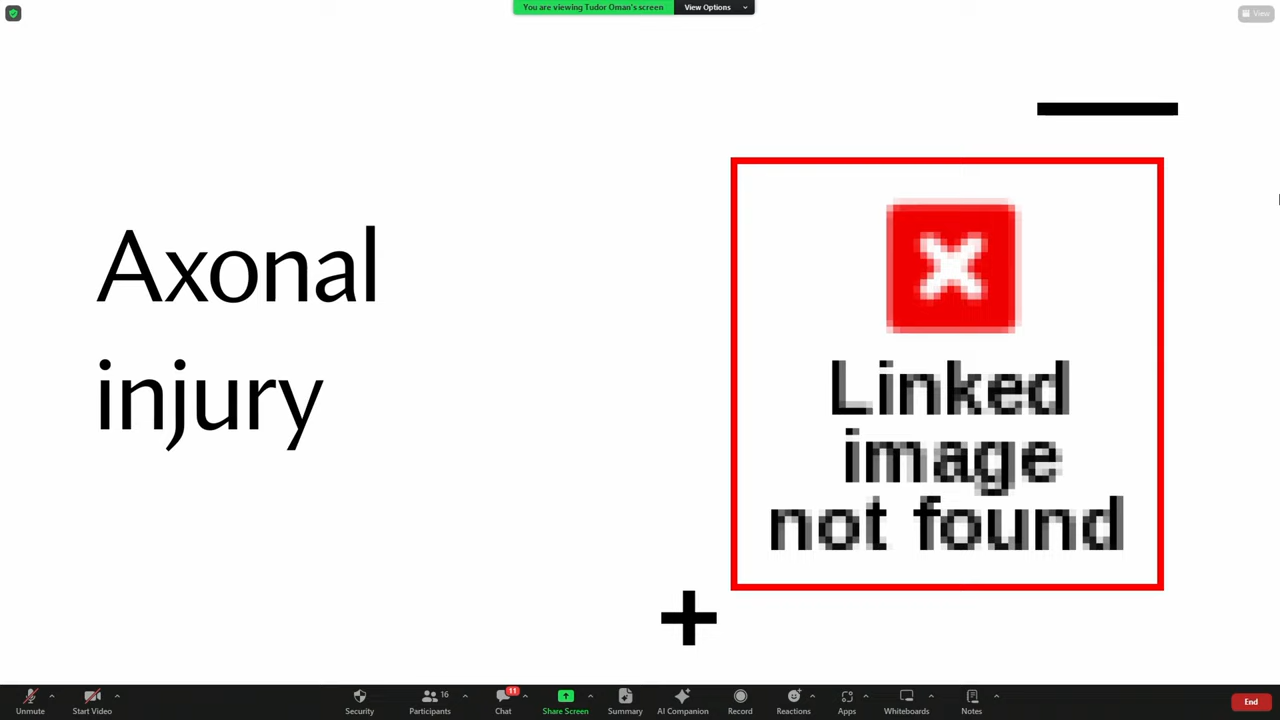 You are viewing Tudor Oman's screen
View Options
View
Axonal
injury
Linked
image
not found
Unmute
Start Video
Security
Participants
16
Chat
11
Share Screen
Summary
AI Companion
Record
Reactions
Apps
Whiteboards
Notes
End